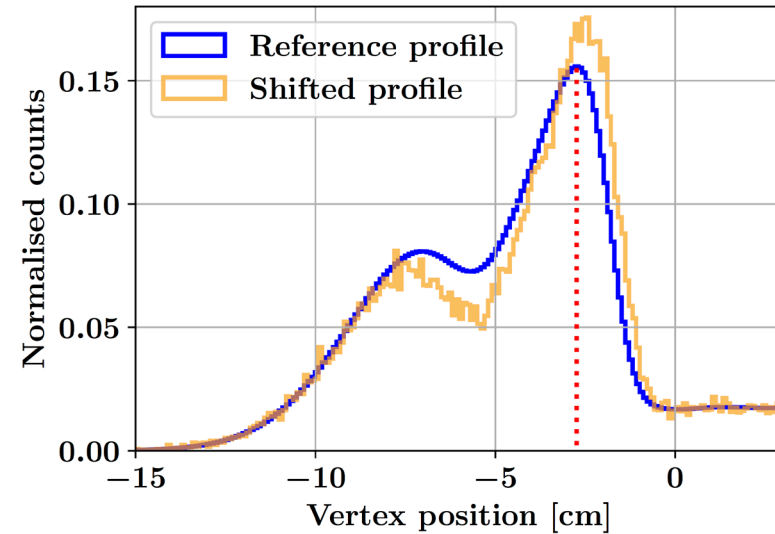 Reference profile
Shifted profile
Normalised counts
0.15
0.10
0.05
0.00
−15 −10 −5 0
Vertex position [cm]